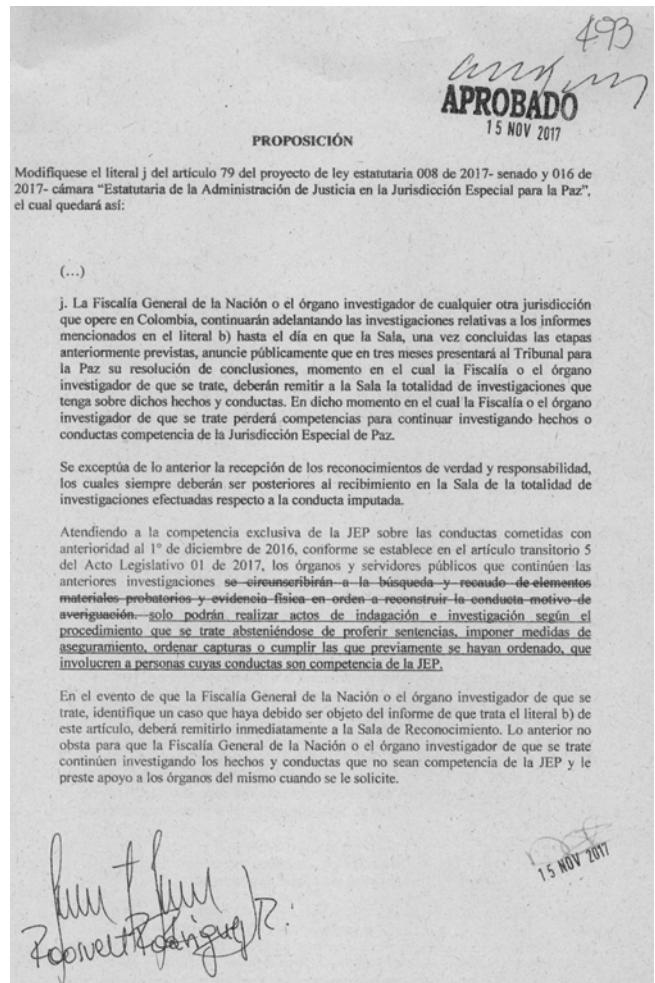 493
APROBADO
15 NOV 2017
PROPOSICIÓN
Modifíquese el literal j del artículo 79 del proyecto de ley estatutaria 008 de 2017- senado y 016 de
2017- cámara “Estatutaria de la Administración de Justicia en la Jurisdicción Especial para la Paz”,
el cual quedará así:
(...)
j. La Fiscalía General de la Nación o el órgano investigador de cualquier otra jurisdicción
que opere en Colombia, continuarán adelantando las investigaciones relativas a los informes
mencionados en el literal b) hasta el día en que la Sala, una vez concluidas las etapas
anteriormente previstas, anuncie públicamente que en tres meses presentará al Tribunal para
la Paz su resolución de conclusiones, momento en el cual la Fiscalía o el órgano
investigador de que se trate, deberán remitir a la Sala la totalidad de investigaciones que
tenga sobre dichos hechos y conductas. En dicho momento en el cual la Fiscalía o el órgano
investigador de que se trate perderá competencias para continuar investigando hechos o
conductas competencia de la Jurisdicción Especial de Paz.
Se exceptúa de lo anterior la recepción de los reconocimientos de verdad y responsabilidad,
los cuales siempre deberán ser posteriores al recibimiento en la Sala de la totalidad de
investigaciones efectuadas respecto a la conducta imputada.
Atendiendo a la competencia exclusiva de la JEP sobre las conductas cometidas con
anterioridad al 1º de diciembre de 2016, conforme se establece en el artículo transitorio 5
del Acto Legislativo 01 de 2017, los órganos y servidores públicos que continúen las
anteriores investigaciones se circunscribirán a la búsqueda y recaudo de elementos
materiales probatorios y evidencia física en orden a reconstruir la conducta motivo de
averiguación. solo podrán realizar actos de indagación e investigación según el
procedimiento que se trate absteniéndose de proferir sentencias, imponer medidas de
aseguramiento, ordenar capturas o cumplir las que previamente se hayan ordenado, que
involucren a personas cuyas conductas son competencia de la JEP.
En el evento de que la Fiscalía General de la Nación o el órgano investigador de que se
trate, identifique un caso que haya debido ser objeto del informe de que trata el literal b) de
este artículo, deberá remitirlo inmediatamente a la Sala de Reconocimiento. Lo anterior no
obsta para que la Fiscalía General de la Nación o el órgano investigador de que se trate
continúen investigando los hechos y conductas que no sean competencia de la JEP y le
preste apoyo a los órganos del mismo cuando se le solicite.
15 NOV 2017
Roosvelt Rodríguez R.